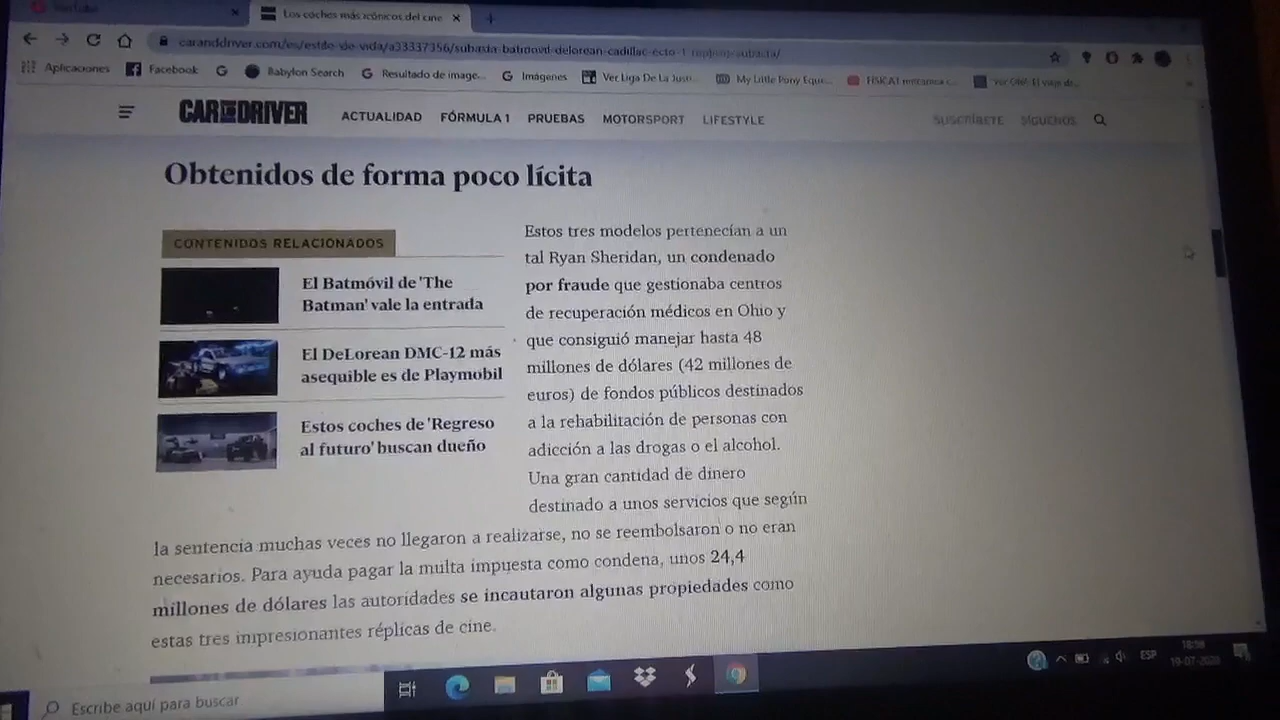 YouTube
Los coches más icónicos del cine
caranddriver.com/es/estilo-de-vida/a33337356/subasta-batmovil-delorean-cadillac-ecto-1
Aplicaciones
Facebook
Babylon Search
Resultado de image...
Imágenes
Ver Liga De La Justi...
My Little Pony Eque...
CAR AND DRIVER
ACTUALIDAD
FÓRMULA 1
PRUEBAS
MOTORSPORT
LIFESTYLE
SUSCRÍBETE
SÍGUENOS
Obtenidos de forma poco lícita
CONTENIDOS RELACIONADOS
El Batmóvil de 'The
Batman' vale la entrada
El DeLorean DMC-12 más
asequible es de Playmobil
Estos coches de 'Regreso
al futuro' buscan dueño
Estos tres modelos pertenecían a un
tal Ryan Sheridan, un condenado
por fraude que gestionaba centros
de recuperación médicos en Ohio y
que consiguió manejar hasta 48
millones de dólares (42 millones de
euros) de fondos públicos destinados
a la rehabilitación de personas con
adicción a las drogas o el alcohol.
Una gran cantidad de dinero
destinado a unos servicios que según
la sentencia muchas veces no llegaron a realizarse, no se reembolsaron o no eran
necesarios. Para ayuda pagar la multa impuesta como condena, unos 24,4
millones de dólares las autoridades se incautaron algunas propiedades como
estas tres impresionantes réplicas de cine.
Escribe aquí para buscar
ESP
18:56
19-07-2020